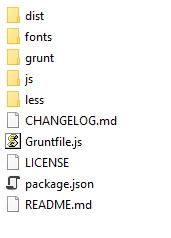 dist
fonts
grunt
js
less
CHANGELOG.md
Gruntfile.js
LICENSE
package.json
README.md